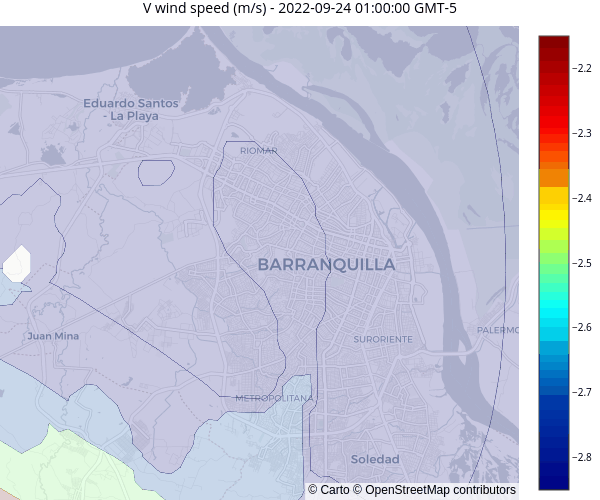 V wind speed (m/s) - 2022-09-24 01:00:00 GMT-5
−2.2
Eduardo Santos
- La Playa
−2.3
RIOMAR
−2.4
BARRANQUILLA
−2.5
−2.6
PALERMO
Juan Mina
SURORIENTE
−2.7
METROPOLITANA
−2.8
Soledad
© Carto © OpenStreetMap contributors